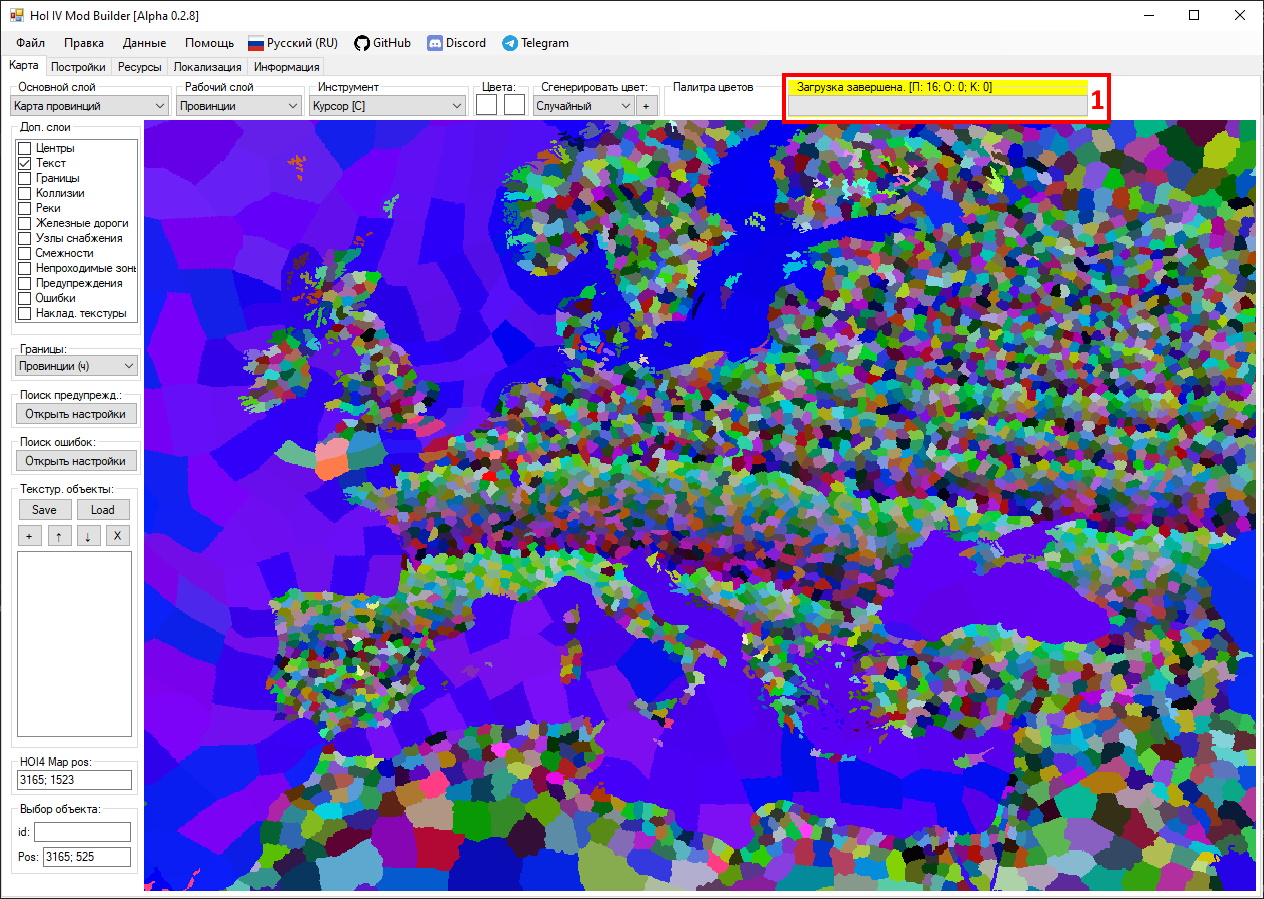 HoI IV Mod Builder [Alpha 0.2.8]
Файл Правка Данные Помощь Русский (RU) GitHub Discord Telegram
Карта Постройки Ресурсы Локализация Информация
Основной слой Рабочий слой Инструмент Цвета: Сгенерировать цвет: Палитра цветов Загрузка завершена. [П: 16; О: 0; К: 0]
Карта провинций Провинции Курсор [C] Случайный + 1
Доп. слои
Центры
Текст
Границы
Коллизии
Реки
Железные дороги
Узлы снабжения
Смежности
Непроходимые зоны
Предупреждения
Ошибки
Наклад. текстуры
Границы:
Провинции (ч)
Поиск предупрежд.:
Открыть настройки
Поиск ошибок:
Открыть настройки
Текстур. объекты:
Save Load
+ ↑ ↓ X
HOI4 Map pos:
3165; 1523
Выбор объекта:
id:
Pos: 3165; 525